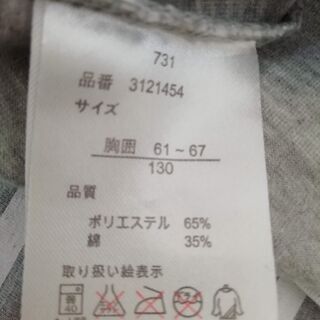 731
品番 3121454
サイズ
胸囲 61~67
130
品質
ポリエステル 65%
綿 35%
取り扱い絵表示
40